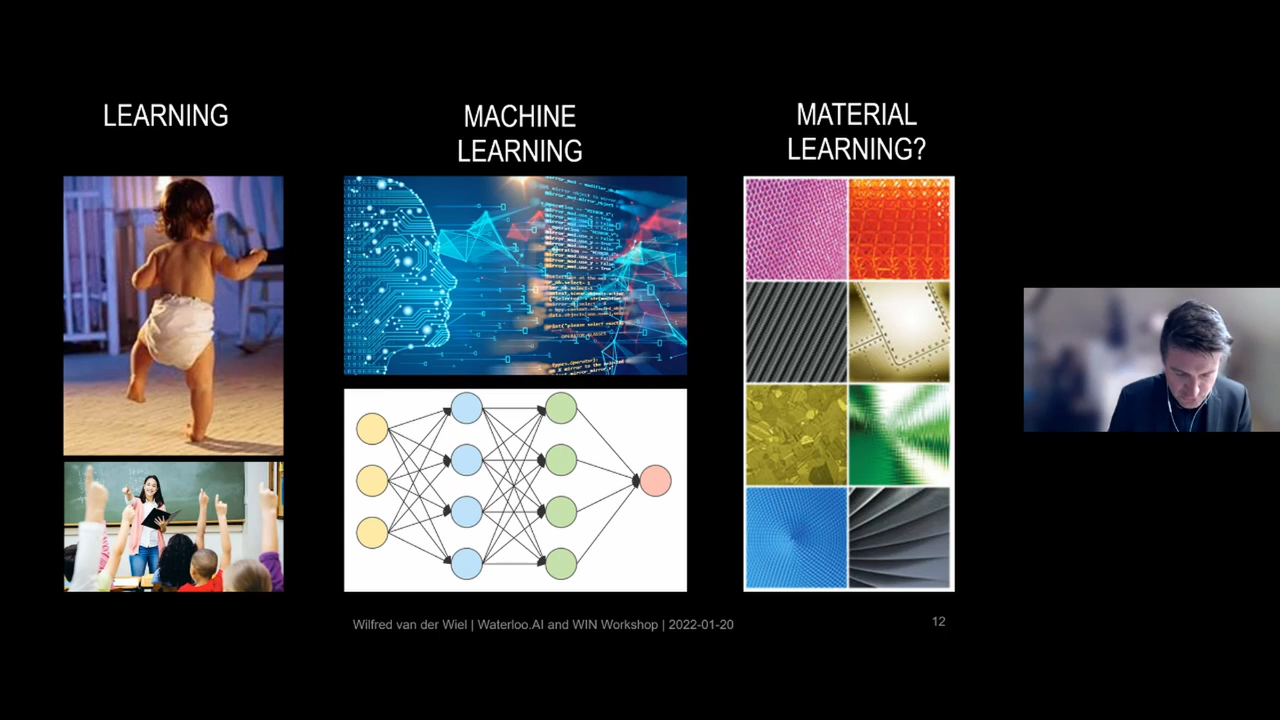 LEARNING
MACHINE
LEARNING
MATERIAL
LEARNING?
Wilfred van der Wiel | Waterloo.AI and WIN Workshop | 2022-01-20
12